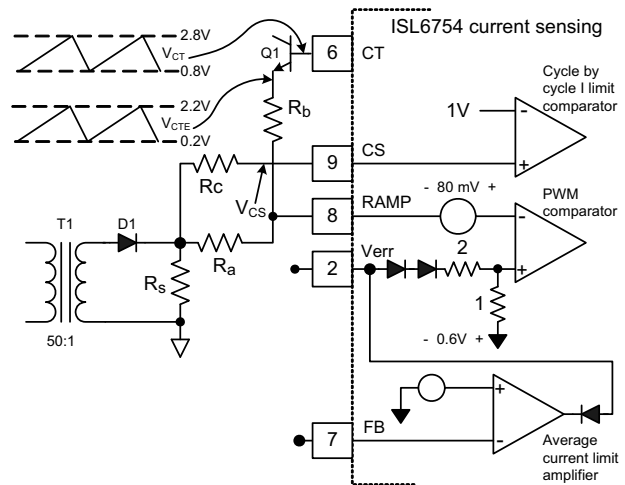 ISL6754 current sensing
2.8V
VCT
0.8V
Q1
6
CT
2.2V
VCTE
0.2V
Rb
Cycle by
cycle I limit
comparator
1V
-
+
Rc
9
CS
VCS
8
RAMP
- 80 mV +
PWM
comparator
-
+
T1
D1
Ra
Rs
50:1
2
Verr
2
1
- 0.6V +
+
-
7
FB
Average
current limit
amplifier